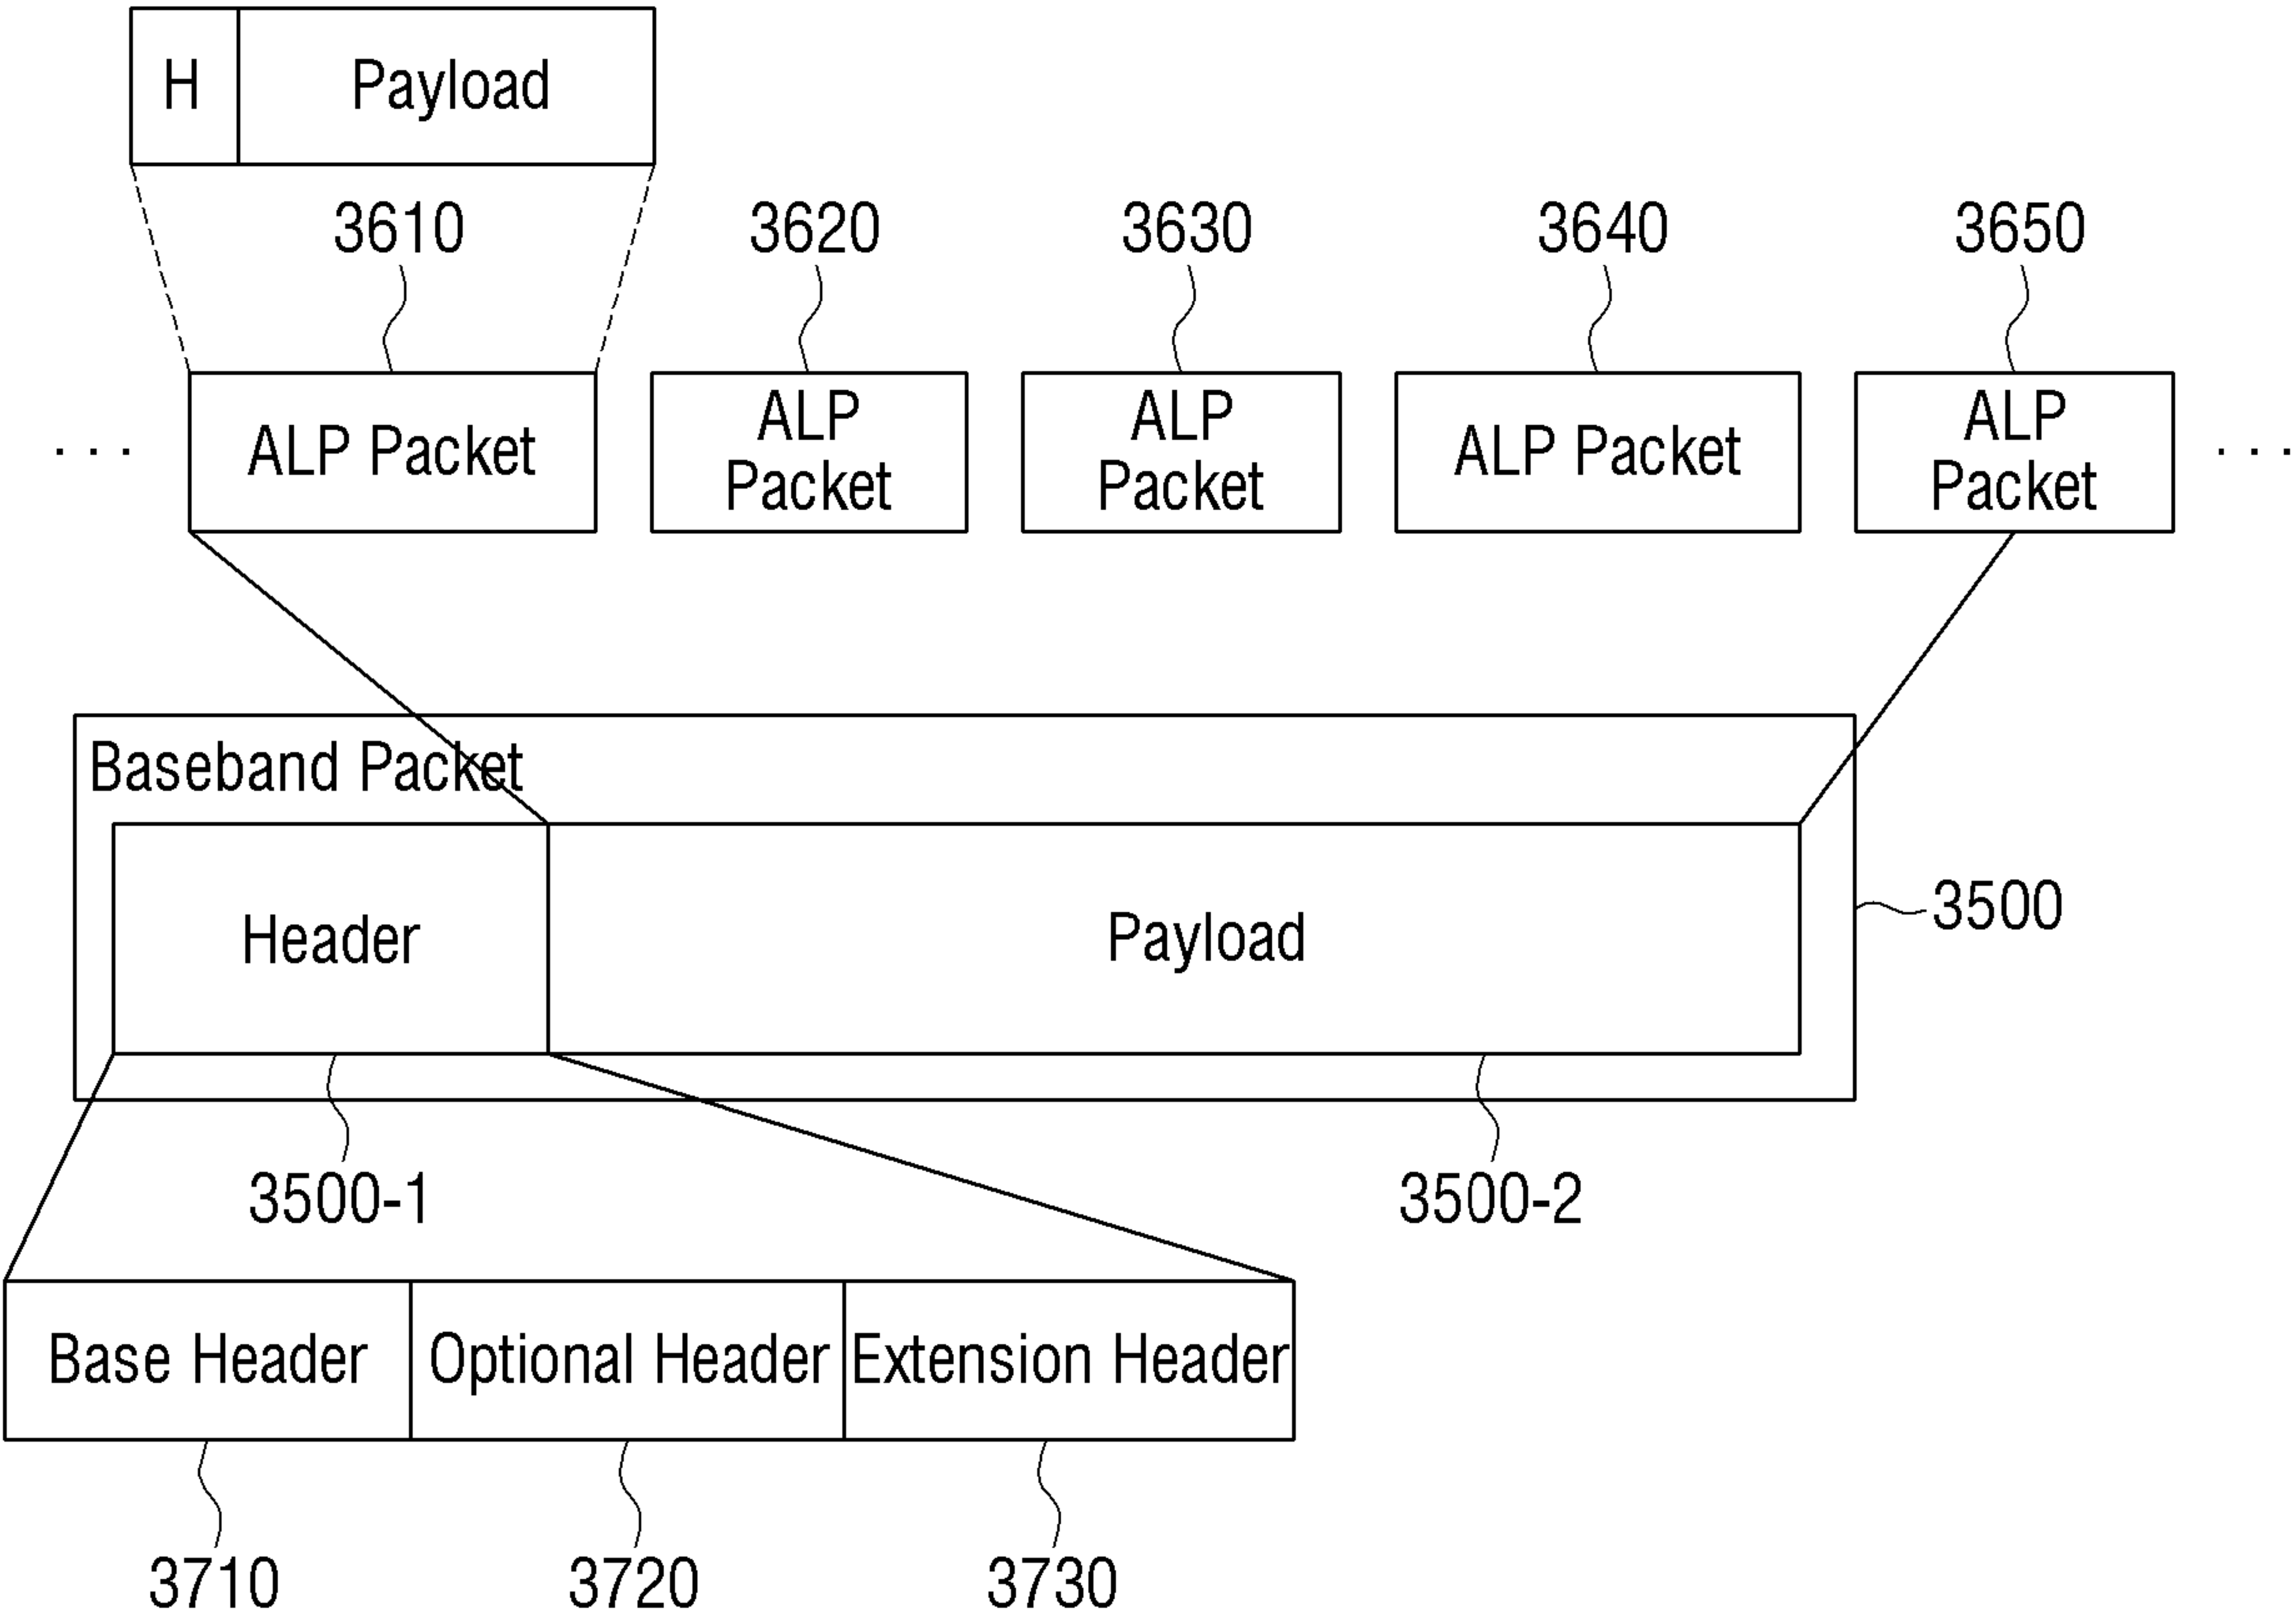 H Payload
3610 3620 3630 3640 3650
. . . ALP Packet ALP Packet ALP Packet ALP Packet ALP Packet . . .
Baseband Packet
Header Payload 3500
3500-1 3500-2
Base Header Optional Header Extension Header
3710 3720 3730